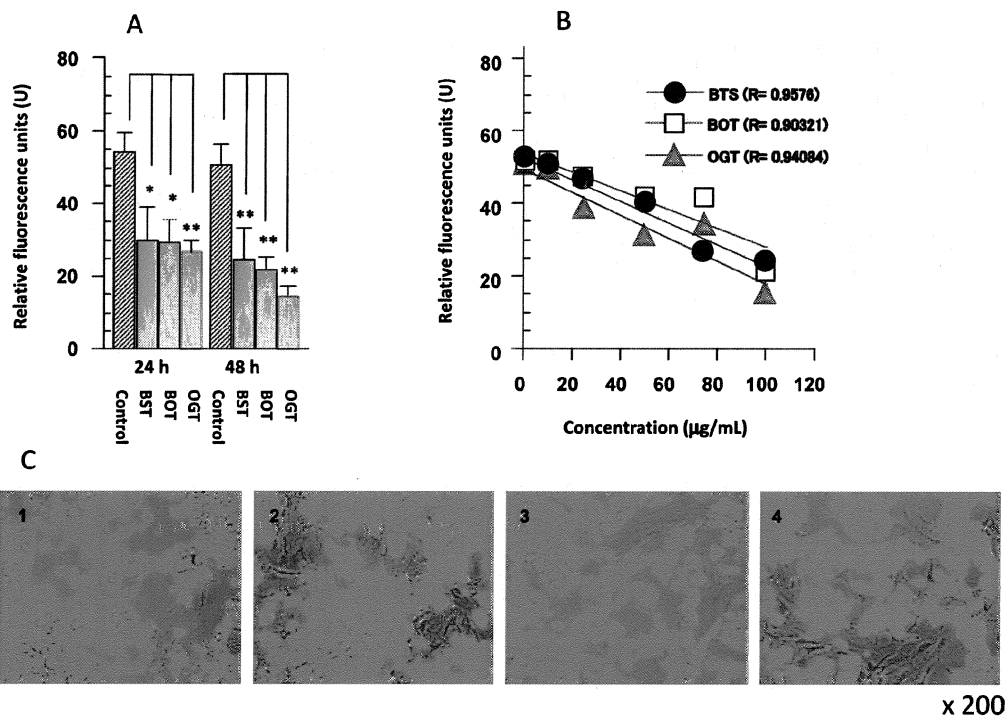 A
Relative fluorescence units (U)
80
60
40
20
0
*
*
**
**
**
**
24 h
48 h
Control
BST
BOT
OGT
Control
BST
BOT
OGT
B
Relative fluorescence units (U)
80
60
40
20
0
BTS (R= 0.9576)
BOT (R= 0.90321)
OGT (R= 0.94084)
0 20 40 60 80 100 120
Concentration (µg/mL)
C
1
2
3
4
x 200